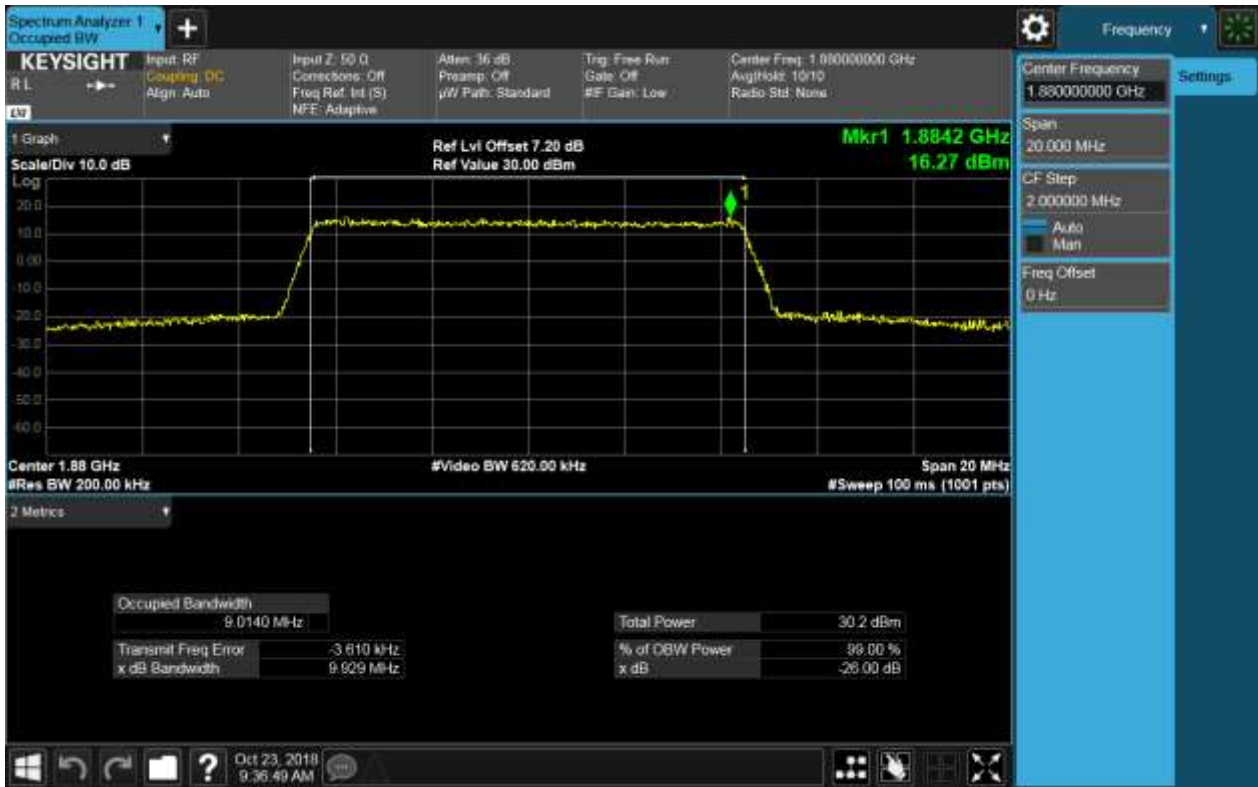 Spectrum Analyzer 1
Occupied BW
Frequency
KEYSIGHT
R L
Input: RF
Coupling: DC
Align: Auto
Input Z: 50 Ω
Corrections: Off
Freq Ref: Int (S)
NFE: Adaptive
Atten: 36 dB
Preamp: Off
µW Path: Standard
Trig: Free Run
Gate: Off
#IF Gain: Low
Center Freq: 1.880000000 GHz
Avg|Hold: 10/10
Radio Std: None
Center Frequency
1.880000000 GHz
Settings
Span
20.000 MHz
CF Step
2.000000 MHz
Auto
Man
Freq Offset
0 Hz
1 Graph
Scale/Div 10.0 dB
Ref Lvl Offset 7.20 dB
Ref Value 30.00 dBm
Mkr1 1.8842 GHz
16.27 dBm
Log
20.0
10.0
0.00
-10.0
-20.0
-30.0
-40.0
-50.0
-60.0
1
Center 1.88 GHz
#Res BW 200.00 kHz
#Video BW 620.00 kHz
Span 20 MHz
#Sweep 100 ms (1001 pts)
2 Metrics
Occupied Bandwidth
9.0140 MHz
Transmit Freq Error -3.610 kHz
x dB Bandwidth 9.929 MHz
Total Power 30.2 dBm
% of OBW Power 99.00 %
x dB -26.00 dB
?
Oct 23, 2018
9:36:49 AM